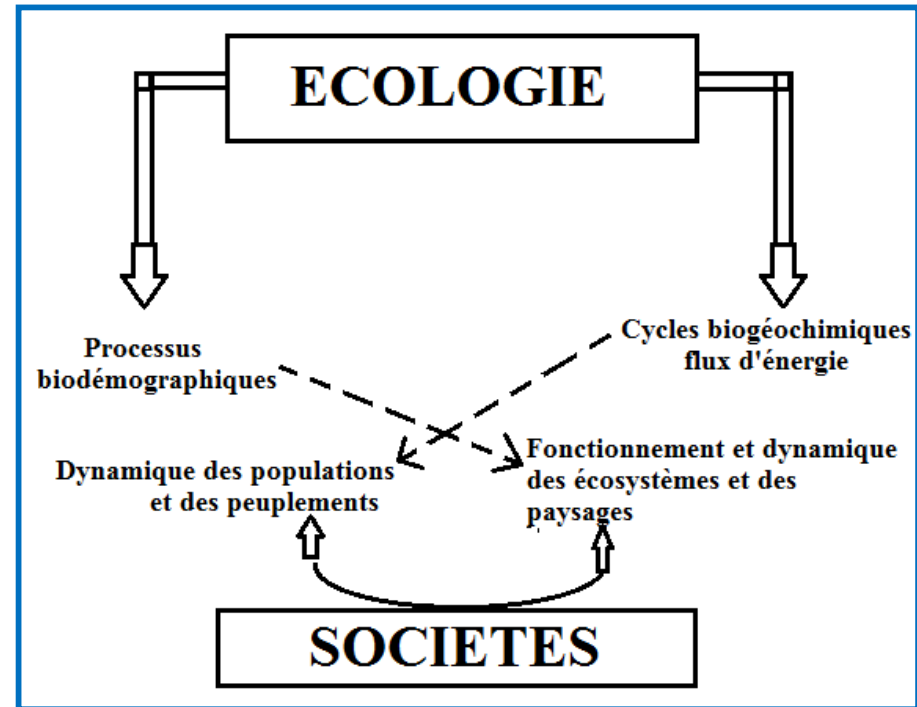 ECOLOGIE
Processus
biodémographiques
Cycles biogéochimiques
flux d'énergie
Dynamique des populations
et des peuplements
Fonctionnement et dynamique
des écosystèmes et des
paysages
SOCIETES